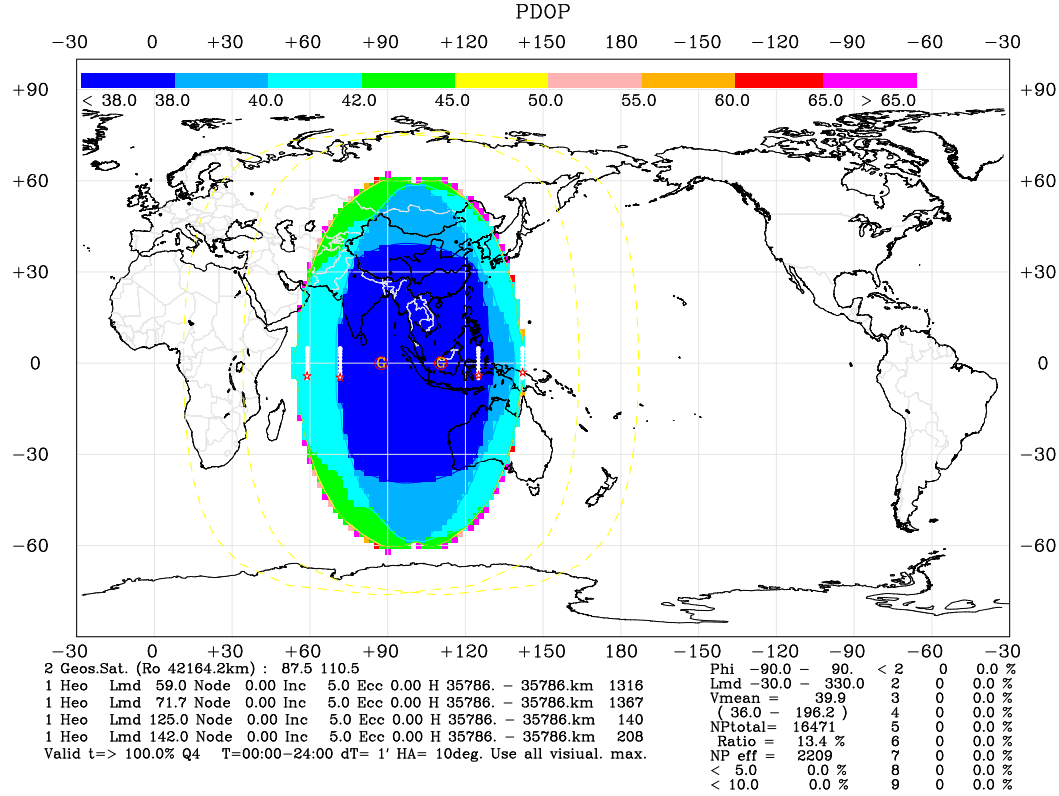 PDOP
−30 0 +30 +60 +90 +120 +150 180 −150 −120 −90 −60 −30
+90 +90
< 38.0 38.0 40.0 42.0 45.0 50.0 55.0 60.0 65.0 > 65.0
+60 +60
+30 +30
0 0
−30 −30
−60 −60
−30 0 +30 +60 +90 +120 +150 180 −150 −120 −90 −60 −30
2 Geos.Sat. (Ro 42164.2km) : 87.5 110.5
1 Heo Lmd 59.0 Node 0.00 Inc 5.0 Ecc 0.00 H 35786. − 35786.km 1316
1 Heo Lmd 71.7 Node 0.00 Inc 5.0 Ecc 0.00 H 35786. − 35786.km 1367
1 Heo Lmd 125.0 Node 0.00 Inc 5.0 Ecc 0.00 H 35786. − 35786.km 140
1 Heo Lmd 142.0 Node 0.00 Inc 5.0 Ecc 0.00 H 35786. − 35786.km 208
Valid t=> 100.0% Q4 T=00:00−24:00 dT= 1′ HA= 10deg. Use all visiual. max.
Phi −90.0 − 90. < 2 0 0.0 %
Lmd −30.0 − 330.0 2 0 0.0 %
Vmean = 39.9 3 0 0.0 %
( 36.0 − 196.2 ) 4 0 0.0 %
NPtotal= 16471 5 0 0.0 %
Ratio = 13.4 % 6 0 0.0 %
NP eff = 2209 7 0 0.0 %
< 5.0 0.0 % 8 0 0.0 %
< 10.0 0.0 % 9 0 0.0 %